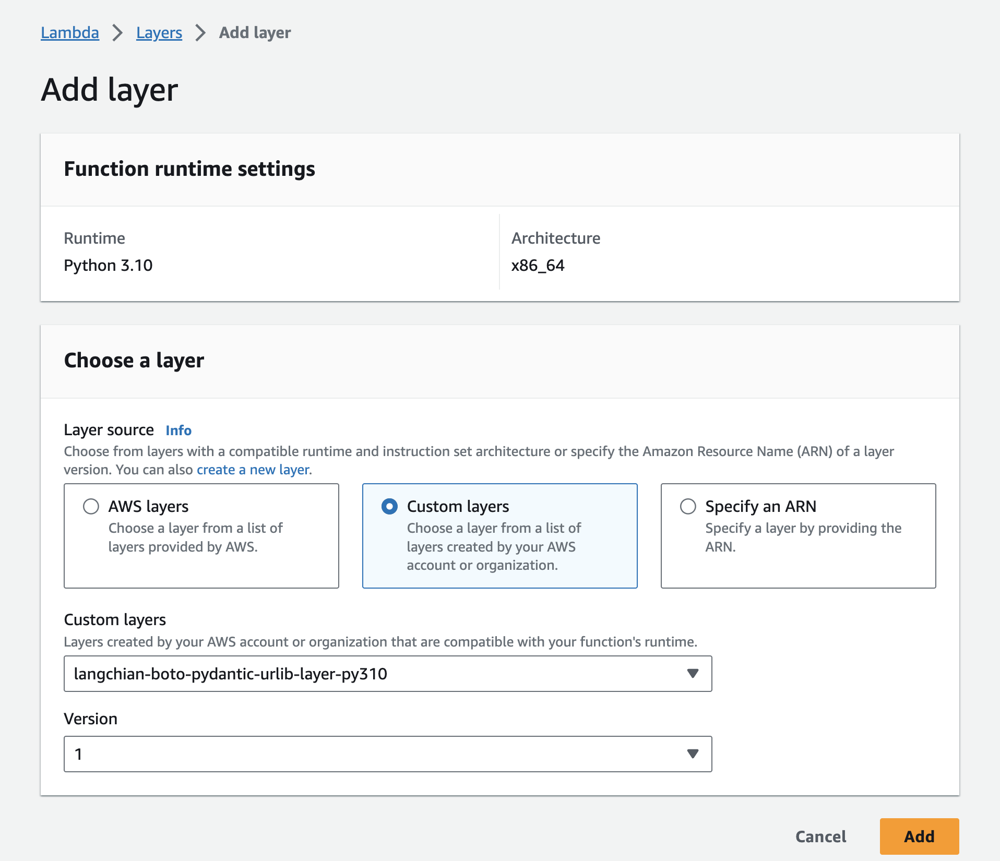 Lambda > Layers > Add layer
Add layer
Function runtime settings
Runtime
Python 3.10
Architecture
x86_64
Choose a layer
Layer source Info
Choose from layers with a compatible runtime and instruction set architecture or specify the Amazon Resource Name (ARN) of a layer
version. You can also create a new layer.
AWS layers
Choose a layer from a list of
layers provided by AWS.
Custom layers
Choose a layer from a list of
layers created by your AWS
account or organization.
Specify an ARN
Specify a layer by providing the
ARN.
Custom layers
Layers created by your AWS account or organization that are compatible with your function's runtime.
langchian-boto-pydantic-urlib-layer-py310
Version
1
Cancel
Add